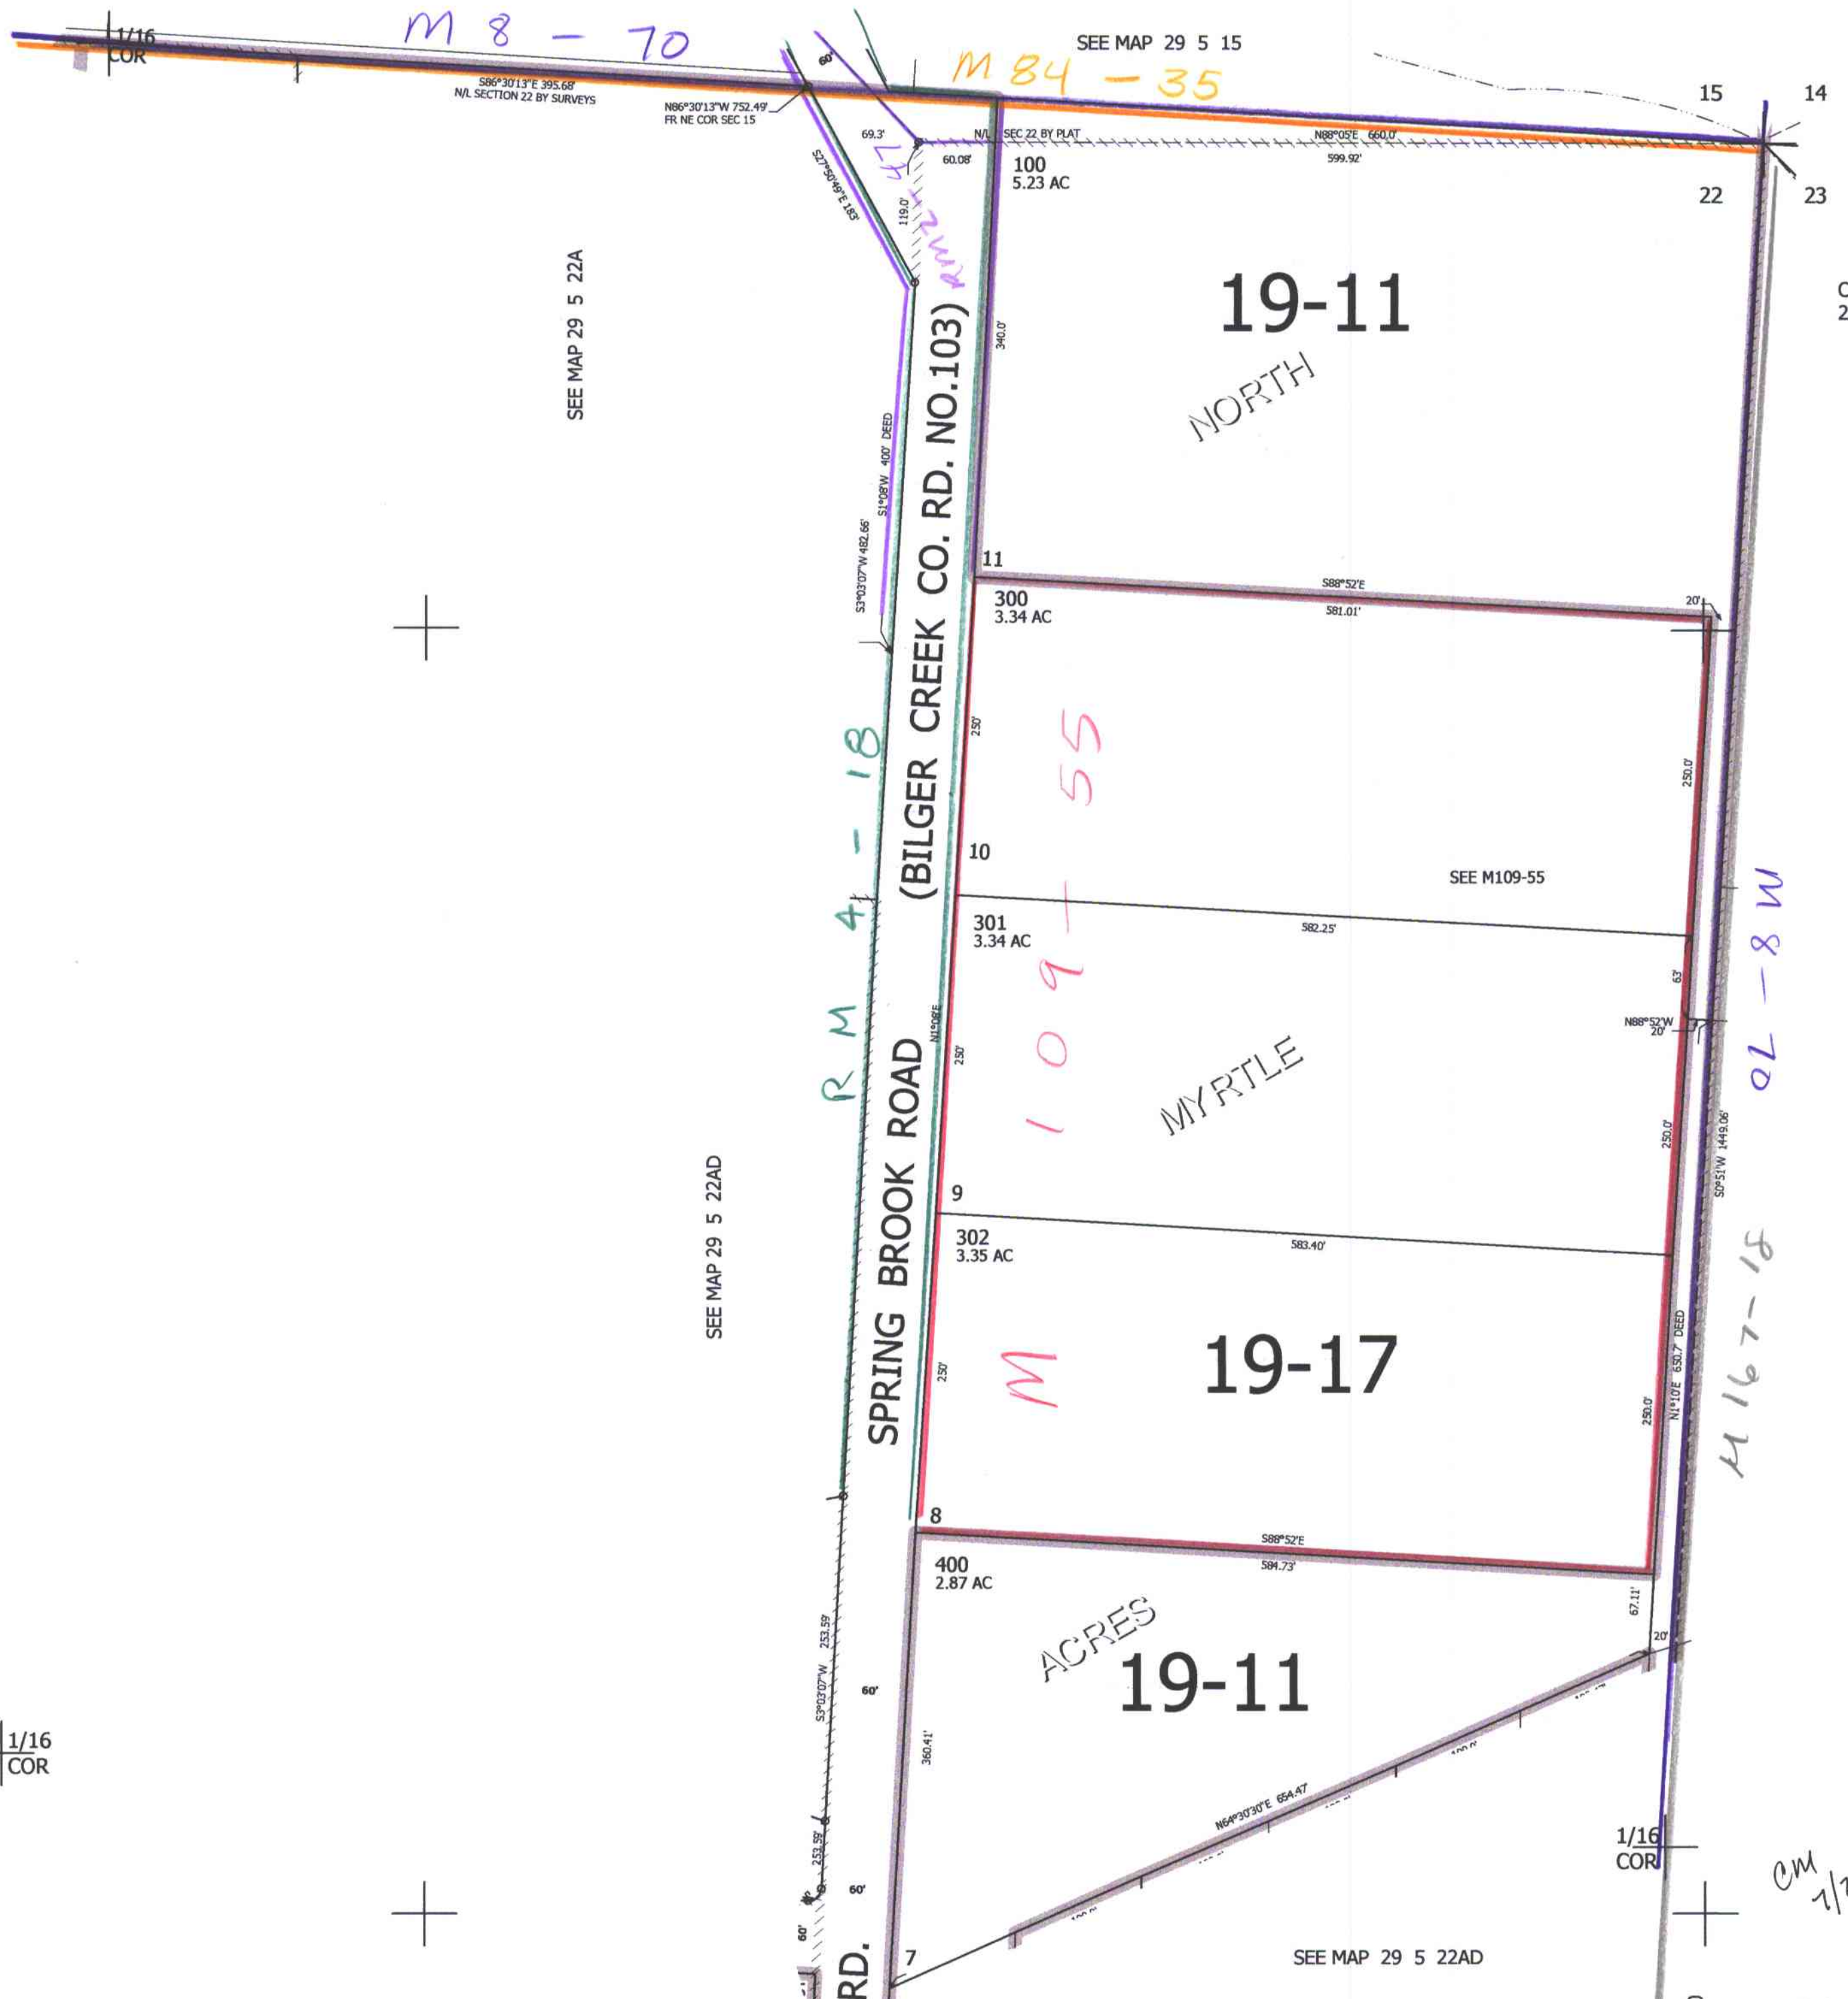 M 8 - 70
1/16
COR
SEE MAP 29 5 15
M 84 - 35
60'
S86°30'13"E 395.68'
N/L SECTION 22 BY SURVEYS
N86°30'13"W 752.49'
FR NE COR SEC 15
15
14
69.3'
N/L SEC 22 BY PLAT
N88°05'E 660.0'
60.08'
599.92'
100
5.23 AC
22
23
S27°50'49"E 183'
119.0'
SEE MAP 29 5 22A
19-11
NORTH
340.0'
S1°08'W 400' DEED
S3°03'07"W 482.66'
(BILGER CREEK CO. RD. NO.103)
11
S88°52'E
300
3.34 AC
581.01'
20'
250'
250.0'
RM 4 - 18
M 109-55
10
SEE M109-55
301
3.34 AC
582.25'
M 8 - 70
63'
N88°52'W
20'
N1°08'E
250'
MYRTLE
250.0'
S0°51'W 1449.06'
SPRING BROOK ROAD
SEE MAP 29 5 22AD
9
302
3.35 AC
583.40'
M 167-18
19-17
N1°10'E 650.7' DEED
250'
250.0'
8
S88°52'E
400
2.87 AC
584.73'
67.11'
ACRES
20'
19-11
S3°03'07"W 253.59'
60'
360.41'
1/16
COR
N64°30'30"E 654.47'
1/16
COR
253.59'
60'
CM
60'
RD.
7
SEE MAP 29 5 22AD